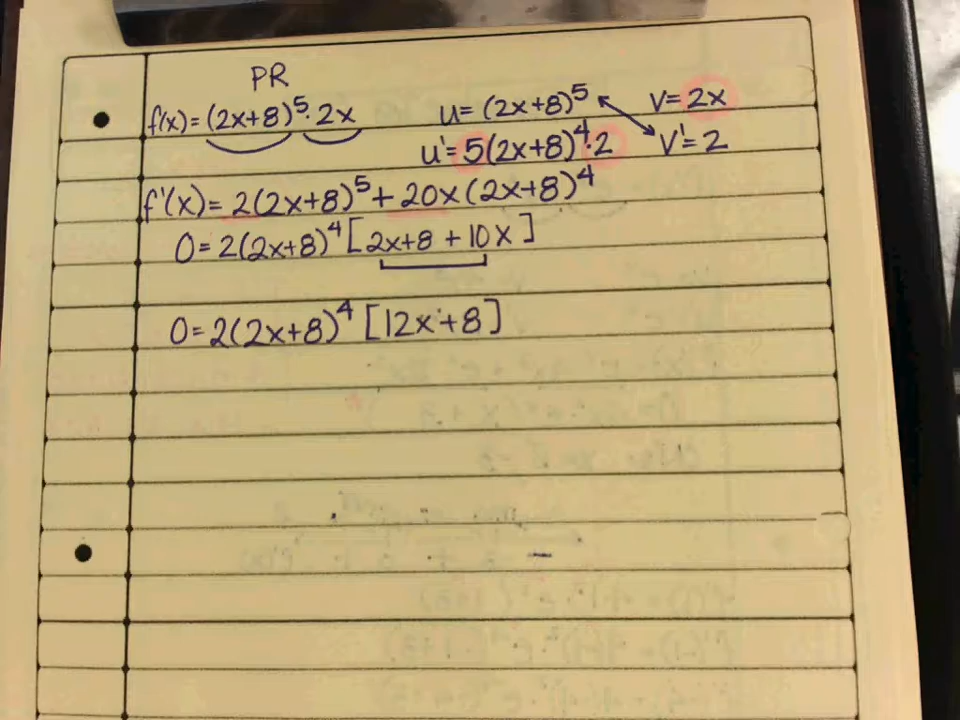 PR
f(x)= (2x+8)⁵·2x u= (2x+8)⁵ v= 2x
u'= 5(2x+8)⁴·2 v'= 2
f'(x)= 2(2x+8)⁵ + 20x(2x+8)⁴
0=2(2x+8)⁴[2x+8 + 10x]
0=2(2x+8)⁴ [12x+8]